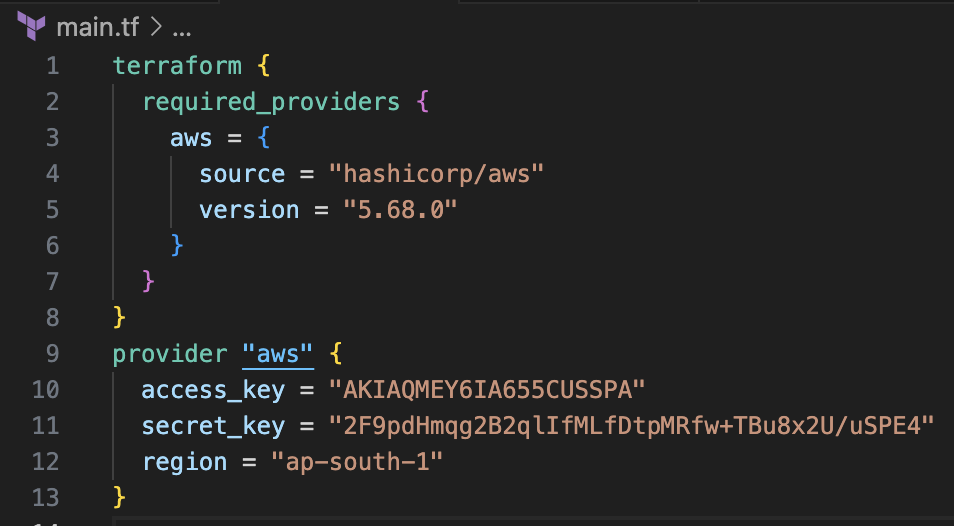 main.tf > ...
1 terraform {
2 required_providers {
3 aws = {
4 source = "hashicorp/aws"
5 version = "5.68.0"
6 }
7 }
8 }
9 provider "aws" {
10 access_key = "AKIAQMEY6IA655CUSSPA"
11 secret_key = "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"
12 region = "ap-south-1"
13 }